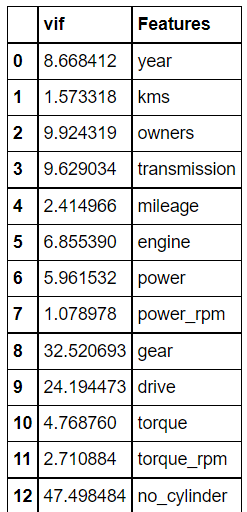 vif Features
0 8.668412 year
1 1.573318 kms
2 9.924319 owners
3 9.629034 transmission
4 2.414966 mileage
5 6.855390 engine
6 5.961532 power
7 1.078978 power_rpm
8 32.520693 gear
9 24.194473 drive
10 4.768760 torque
11 2.710884 torque_rpm
12 47.498484 no_cylinder